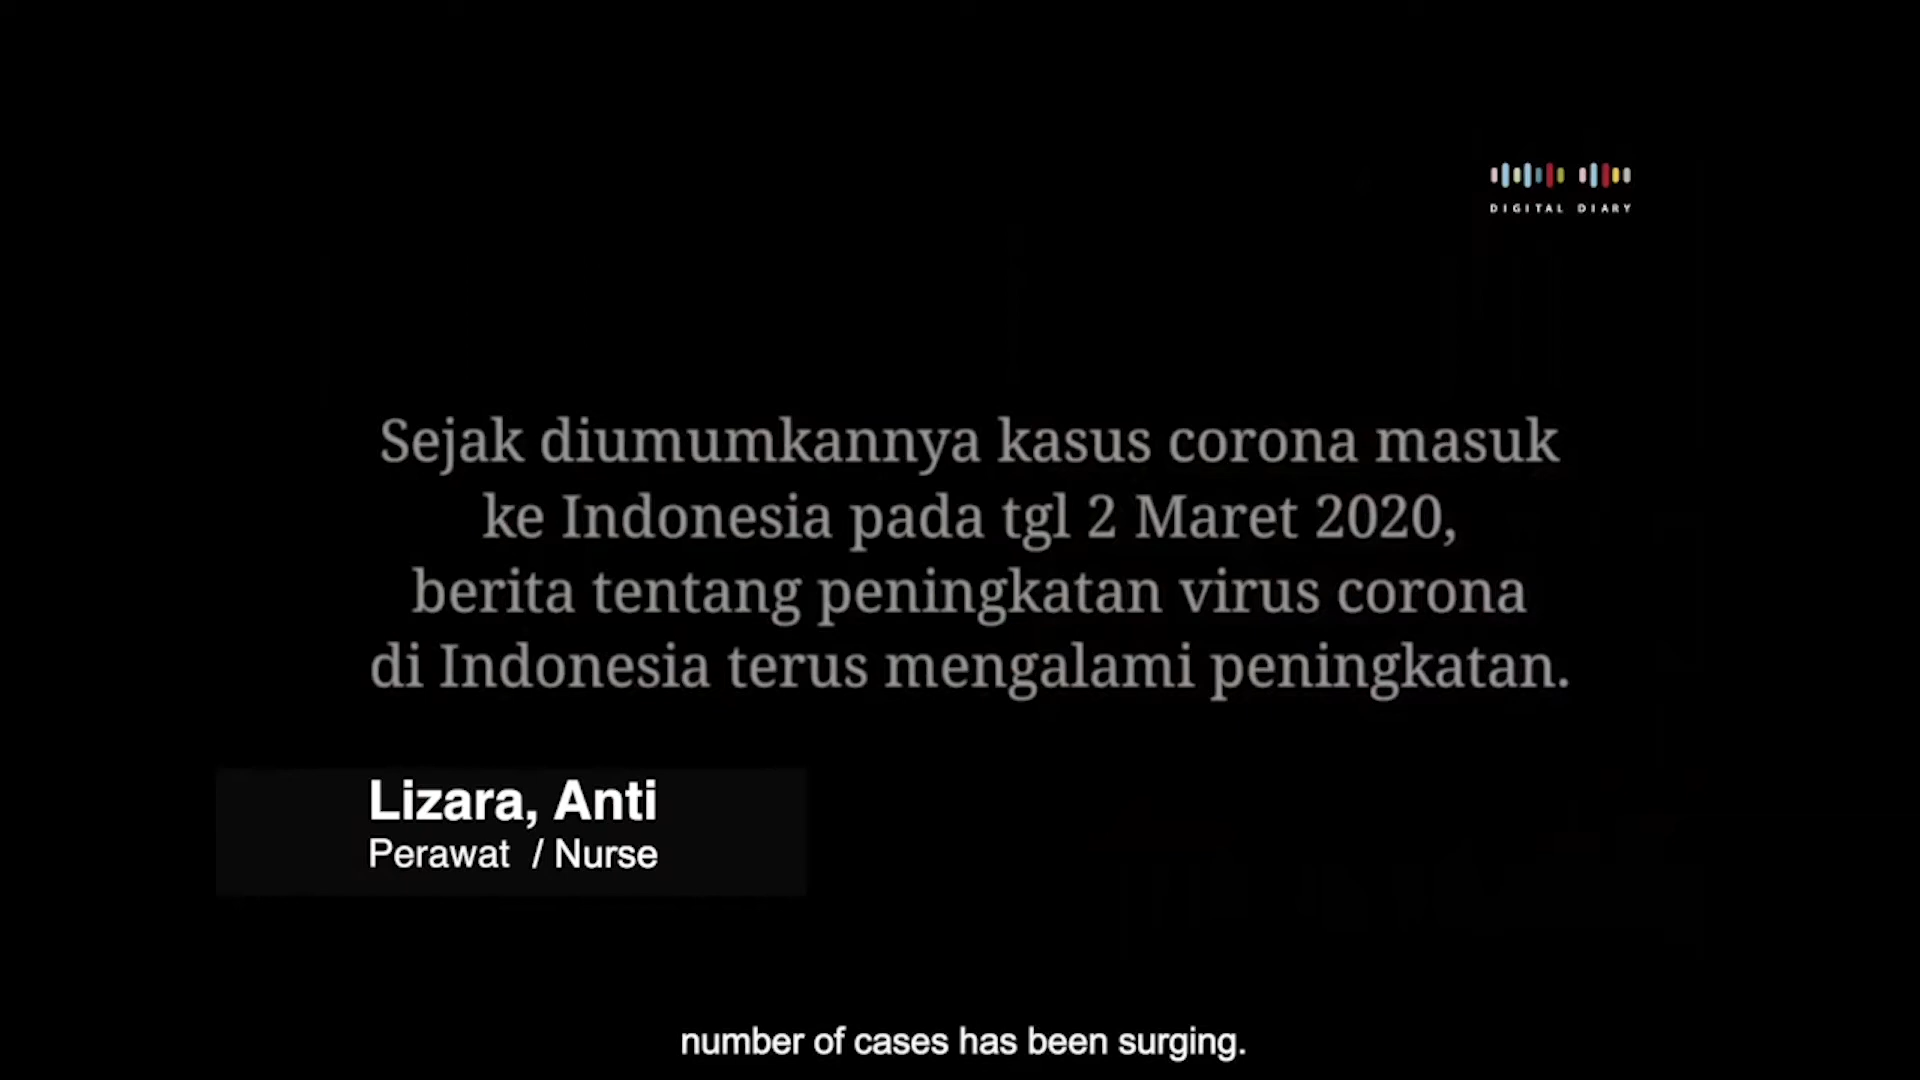 DIGITAL DIARY
Sejak diumumkannya kasus corona masuk
ke Indonesia pada tgl 2 Maret 2020,
berita tentang peningkatan virus corona
di Indonesia terus mengalami peningkatan.
Lizara, Anti
Perawat / Nurse
number of cases has been surging.